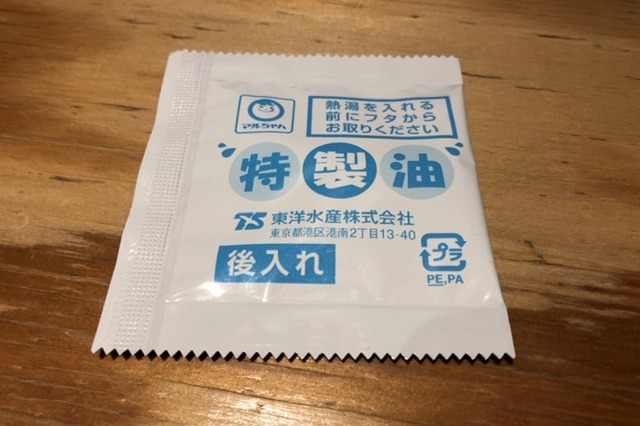 マルちゃん
熱湯を入れる
前にフタから
お取りください
特製油
TS 東洋水産株式会社
東京都港区港南2丁目13-40
後入れ
プラ
PE,PA